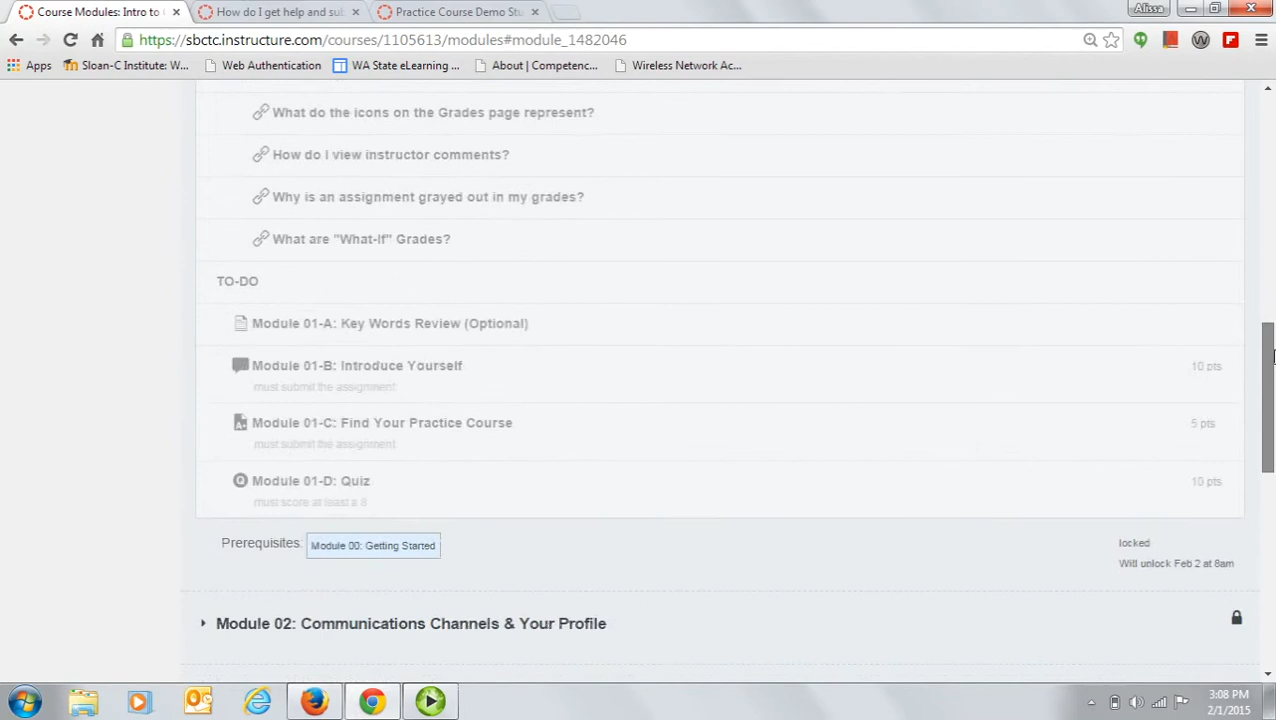 Course Modules: Intro to
How do I get help and su
Practice Course Demo Stu
Alissa
https://sbctc.instructure.com/courses/1105613/modules#module_1482046
Apps
Sloan-C Institute: W...
Web Authentication
WA State eLearning ...
About | Competenc...
Wireless Network Ac...
What do the icons on the Grades page represent?
How do I view instructor comments?
Why is an assignment grayed out in my grades?
What are "What-If" Grades?
TO-DO
Module 01-A: Key Words Review (Optional)
Module 01-B: Introduce Yourself
10 pts
must submit the assignment
Module 01-C: Find Your Practice Course
5 pts
must submit the assignment
Module 01-D: Quiz
10 pts
must score at least a 8
Prerequisites:
Module 00: Getting Started
locked
Will unlock Feb 2 at 8am
Module 02: Communications Channels & Your Profile
3:08 PM
2/1/2015